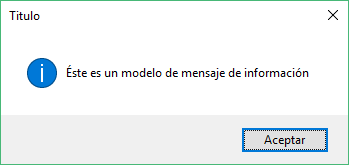 Titulo
Éste es un modelo de mensaje de información
Aceptar